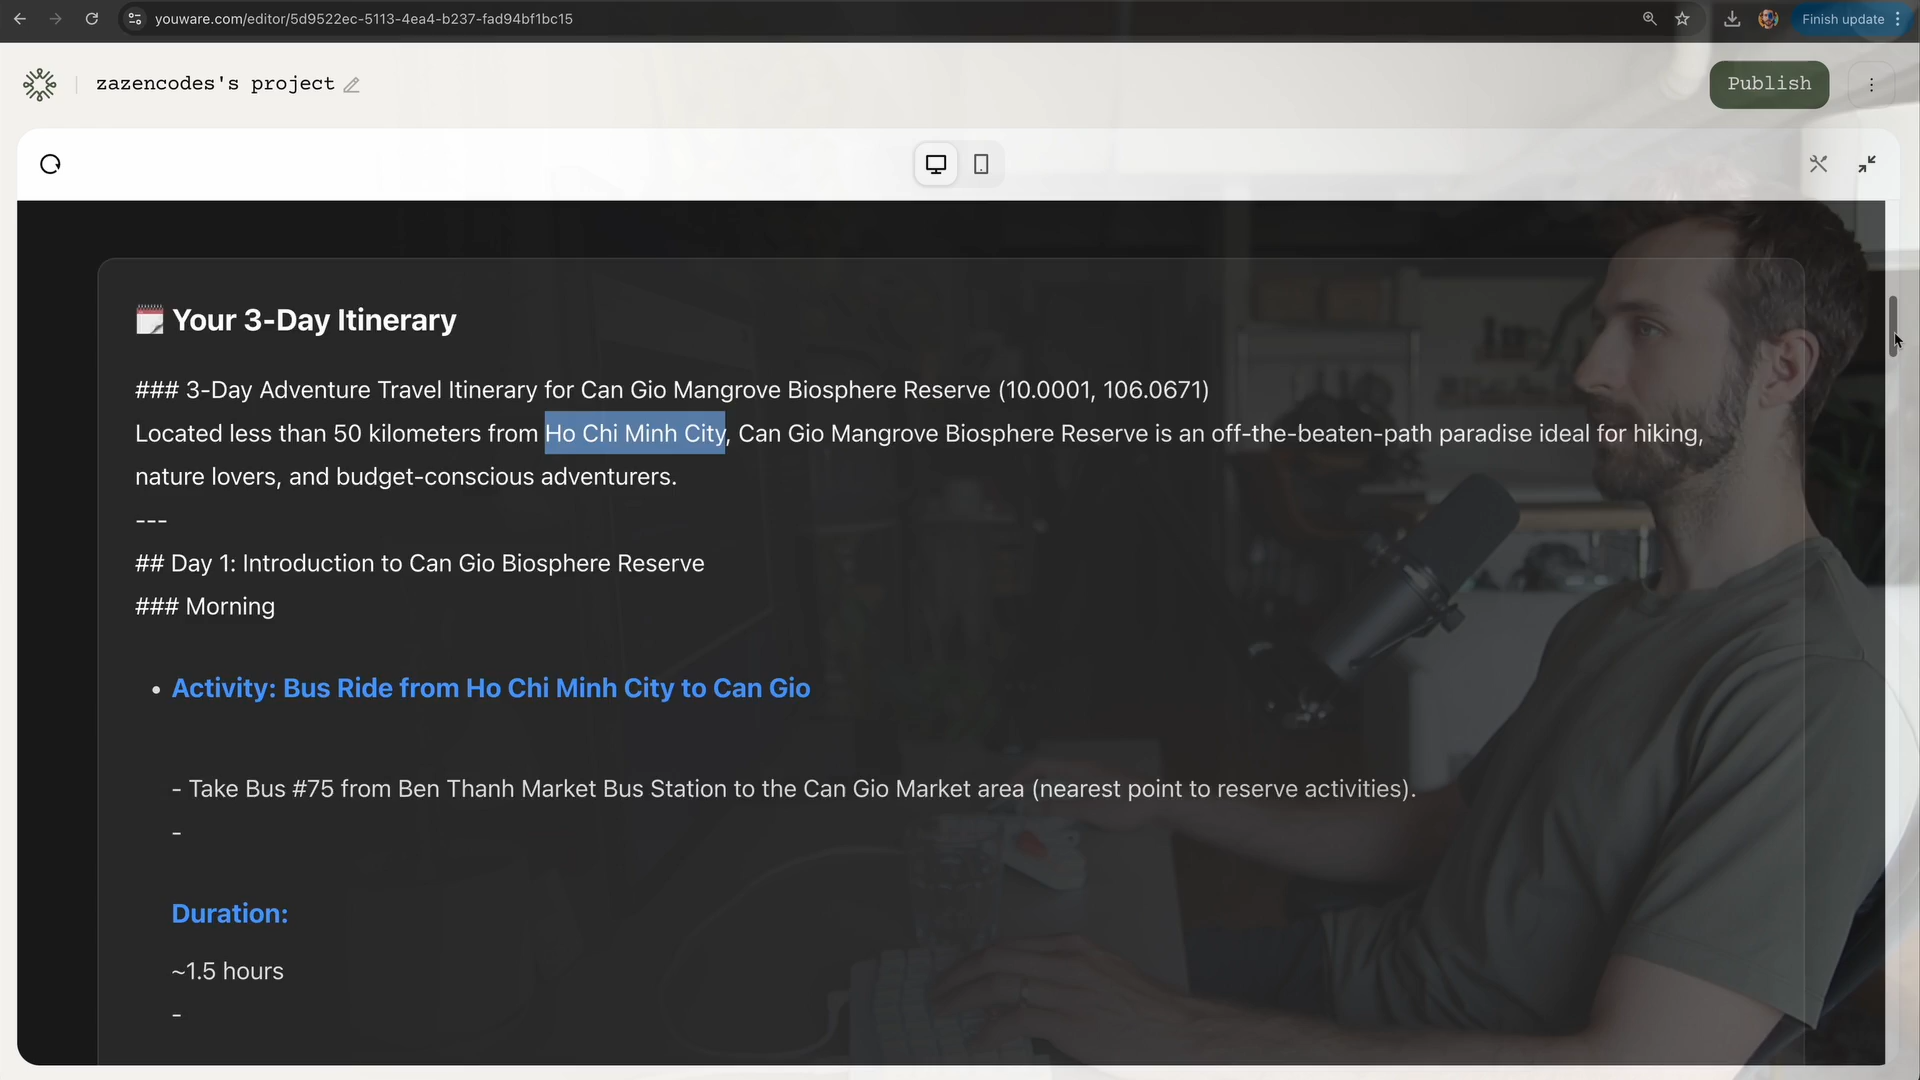 youware.com/editor/5d9522ec-5113-4ea4-b237-fad94bf1bc15
Finish update
zazencodes's project
Publish
Your 3-Day Itinerary
### 3-Day Adventure Travel Itinerary for Can Gio Mangrove Biosphere Reserve (10.0001, 106.0671)
Located less than 50 kilometers from Ho Chi Minh City, Can Gio Mangrove Biosphere Reserve is an off-the-beaten-path paradise ideal for hiking,
nature lovers, and budget-conscious adventurers.
---
## Day 1: Introduction to Can Gio Biosphere Reserve
### Morning
• Activity: Bus Ride from Ho Chi Minh City to Can Gio
- Take Bus #75 from Ben Thanh Market Bus Station to the Can Gio Market area (nearest point to reserve activities).
-
Duration:
~1.5 hours
-